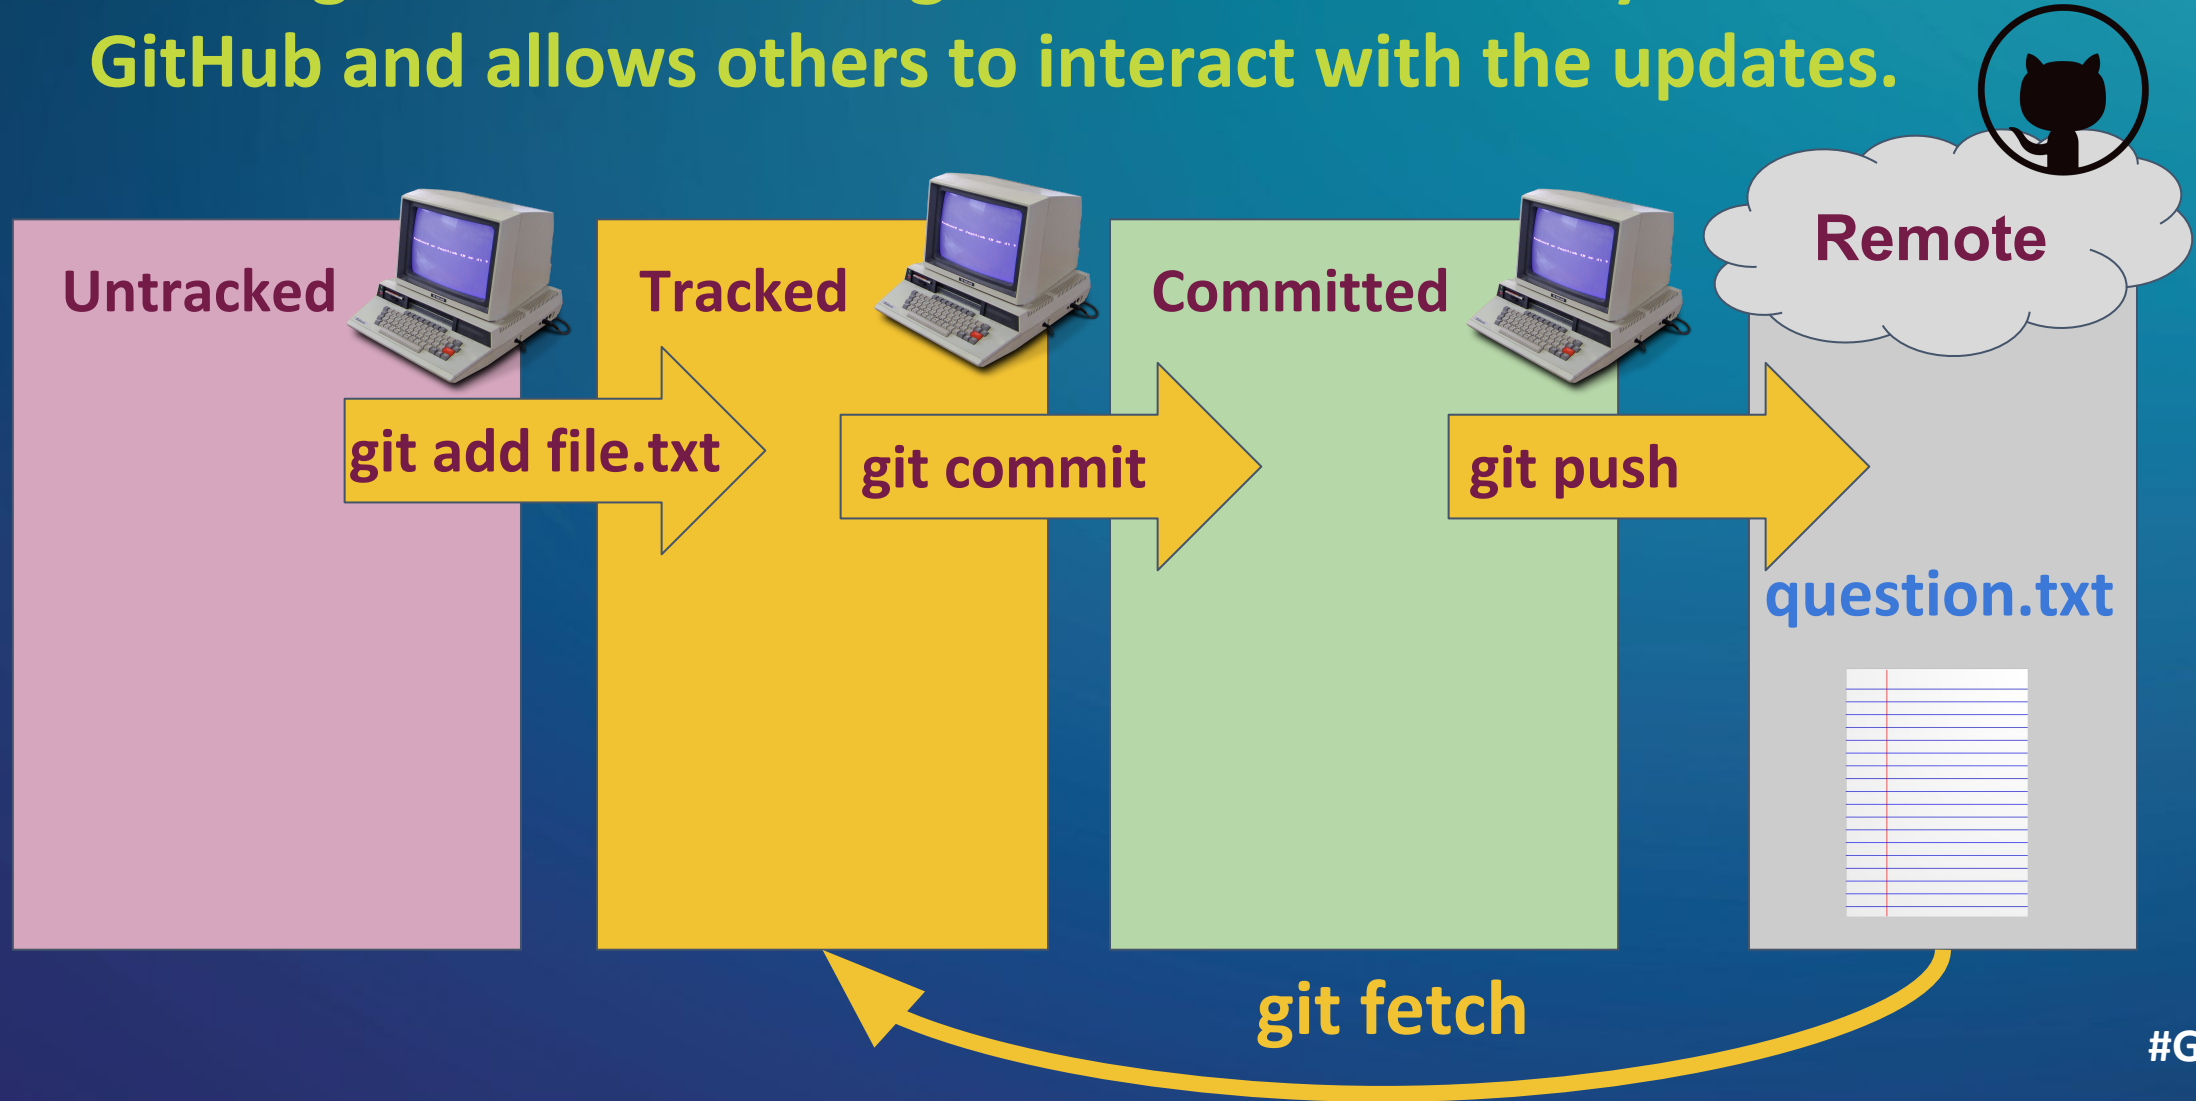 GitHub and allows others to interact with the updates.
Remote
Untracked
Tracked
Committed
git add file.txt
git commit
git push
question.txt
git fetch
#G